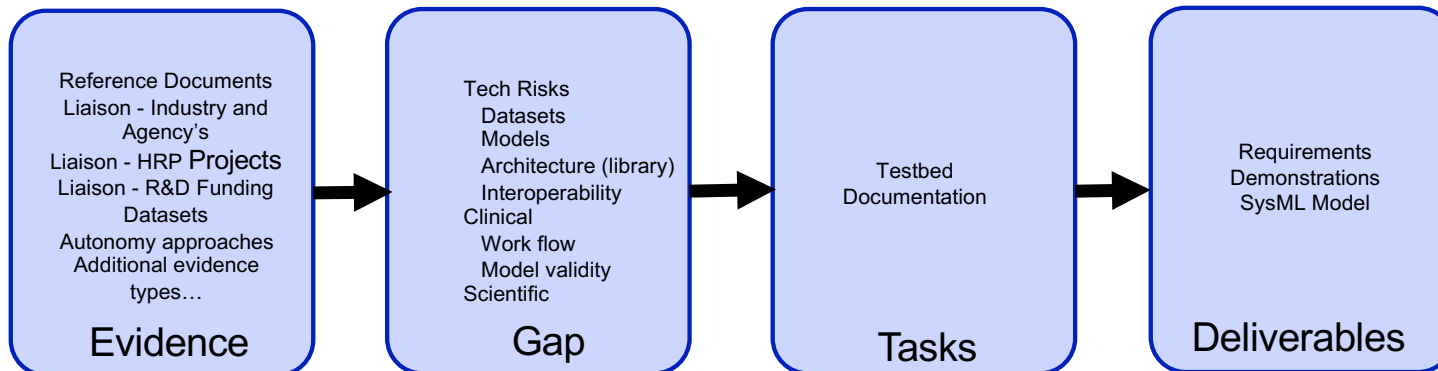 Reference Documents
Liaison - Industry and
Agency’s
Liaison - HRP Projects
Liaison - R&D Funding
Datasets
Autonomy approaches
Additional evidence
types…
Evidence
Tech Risks
Datasets
Models
Architecture (library)
Interoperability
Clinical
Work flow
Model validity
Scientific
Gap
Testbed
Documentation
Tasks
Requirements
Demonstrations
SysML Model
Deliverables